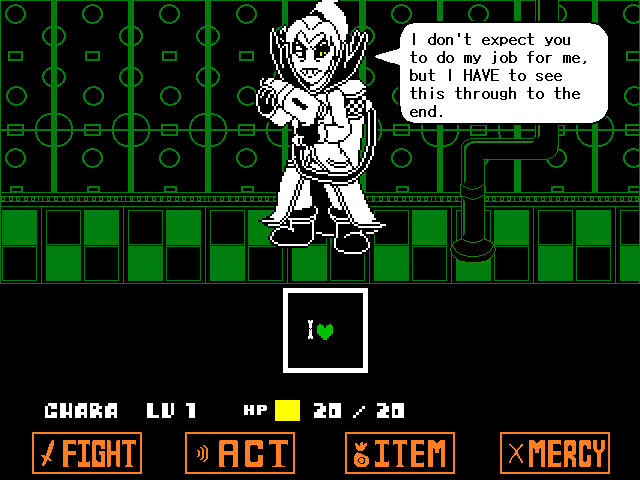 I don't expect you
to do my job for me,
but I HAVE to see
this through to the
end.
CHARA LV 1 HP 20 / 20
FIGHT ACT ITEM MERCY